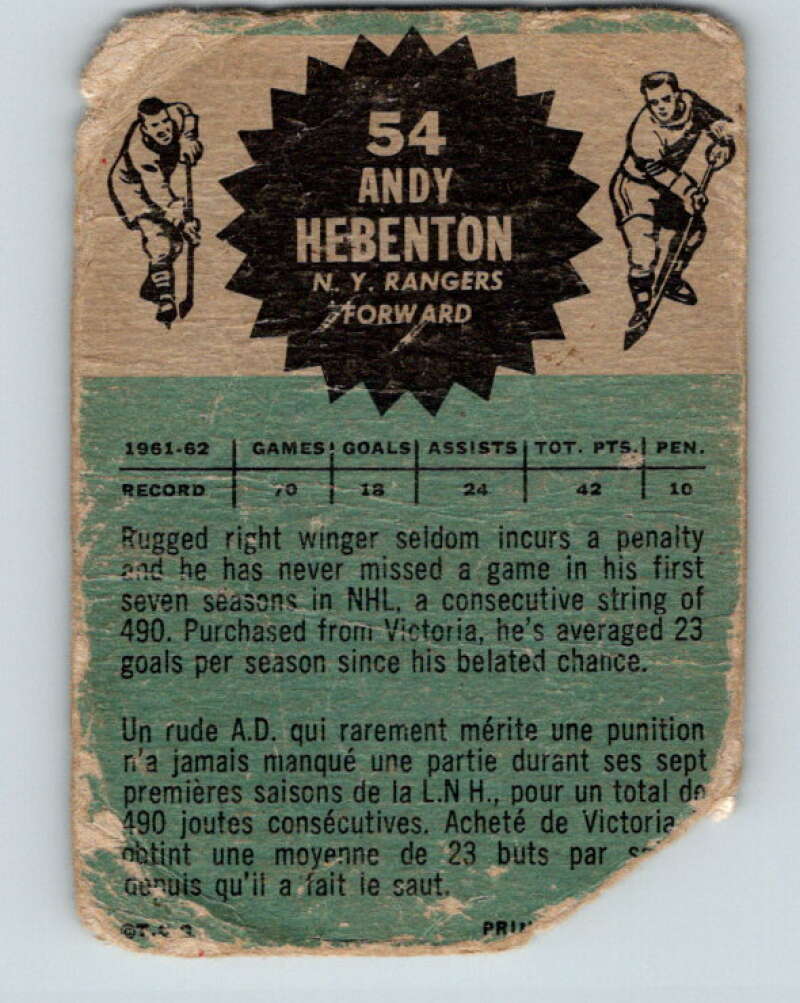 54
ANDY
HEBENTON
N. Y. RANGERS
FORWARD
1961-62 GAMES GOALS ASSISTS TOT. PTS. PEN.
RECORD 70 18 24 42 10
Rugged right winger seldom incurs a penalty
and he has never missed a game in his first
seven seasons in NHL, a consecutive string of
490. Purchased from Victoria, he's averaged 23
goals per season since his belated chance.
Un rude A.D. qui rarement mérite une punition
n'a jamais manqué une partie durant ses sept
premières saisons de la L.N H., pour un total de
490 joutes consécutives. Acheté de Victoria
obtint une moyenne de 23 buts par
depuis qu'il a fait le saut.
©T.C.G.